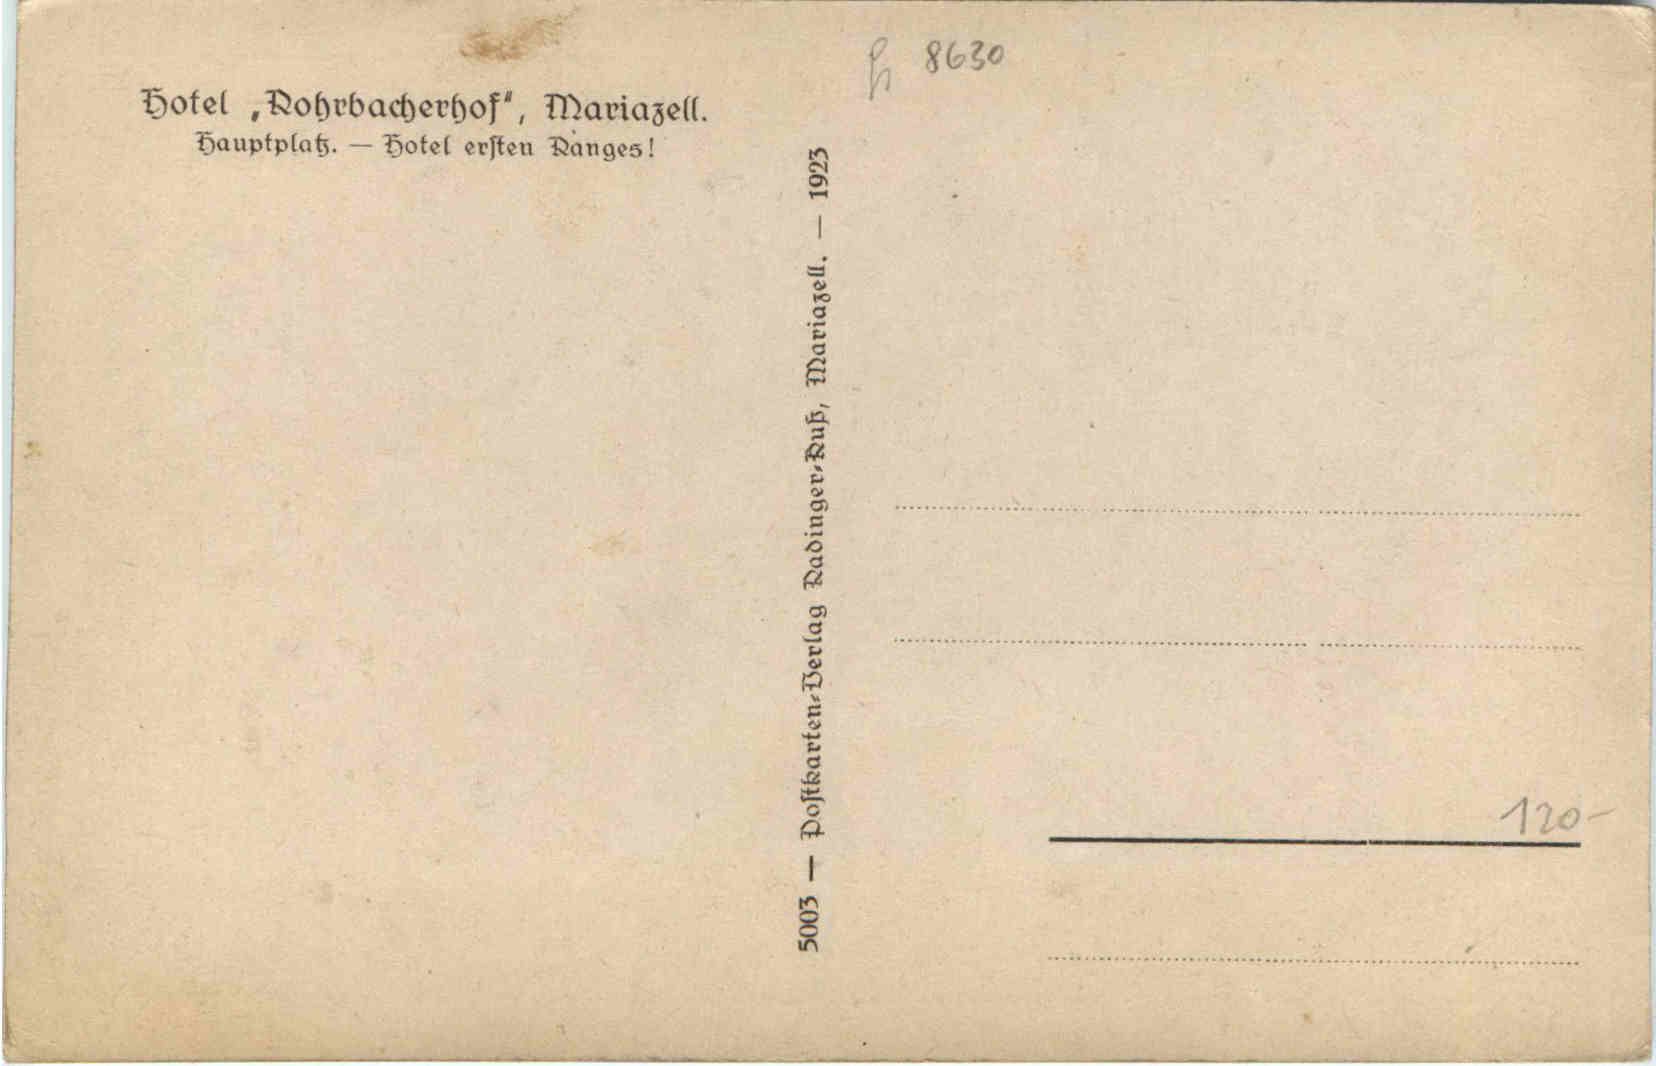 Hotel „Rohrbacherhof“, Mariazell.
Hauptplatz. — Hotel ersten Ranges!
5003 — Postkarten-Verlag Radinger-Ruß, Mariazell. — 1923
8630
120-